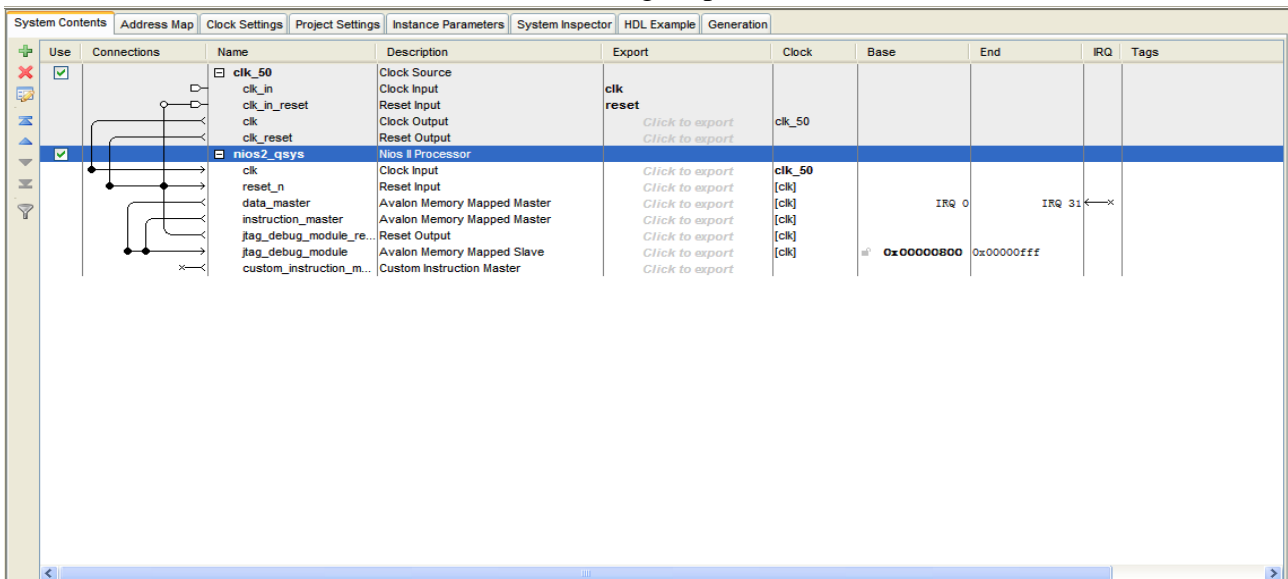 System Contents Address Map Clock Settings Project Settings Instance Parameters System Inspector HDL Example Generation
Use Connections Name Description Export Clock Base End IRQ Tags
clk_50 Clock Source
clk_in Clock Input clk
clk_in_reset Reset Input reset
clk Clock Output Click to export clk_50
clk_reset Reset Output Click to export
nios2_qsys Nios II Processor
clk Clock Input Click to export clk_50
reset_n Reset Input Click to export [clk]
data_master Avalon Memory Mapped Master Click to export [clk] IRQ 0 IRQ 31
instruction_master Avalon Memory Mapped Master Click to export [clk]
jtag_debug_module_re... Reset Output Click to export [clk]
jtag_debug_module Avalon Memory Mapped Slave Click to export [clk] 0x00000800 0x00000fff
custom_instruction_m... Custom Instruction Master Click to export